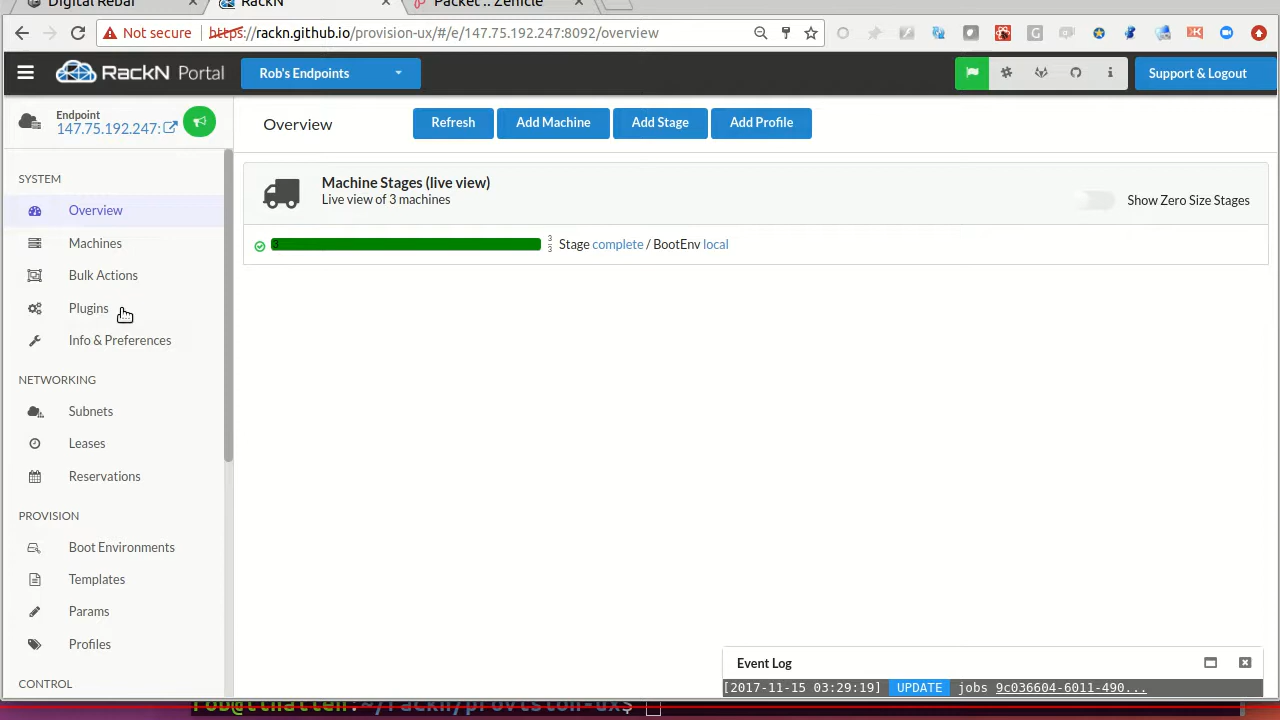 Digital Rebar
RackN
Packet :: Zenicle
Not secure
https://rackn.github.io/provision-ux/#/e/147.75.192.247:8092/overview
RackN Portal
Rob's Endpoints
Support & Logout
Endpoint
147.75.192.247:
Overview
Refresh
Add Machine
Add Stage
Add Profile
SYSTEM
Overview
Machines
Bulk Actions
Plugins
Info & Preferences
NETWORKING
Subnets
Leases
Reservations
PROVISION
Boot Environments
Templates
Params
Profiles
CONTROL
Machine Stages (live view)
Live view of 3 machines
Show Zero Size Stages
3
3
3
Stage complete / BootEnv local
Event Log
[2017-11-15 03:29:19] UPDATE jobs 9c036604-6011-490...